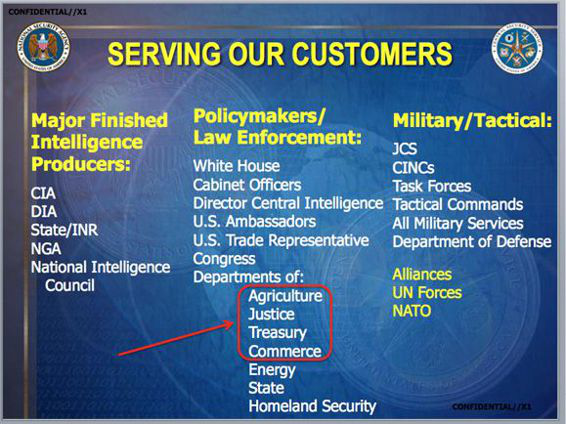 CONFIDENTIAL//X1
SERVING OUR CUSTOMERS
Major Finished
Intelligence
Producers:
CIA
DIA
State/INR
NGA
National Intelligence
Council
Policymakers/
Law Enforcement:
White House
Cabinet Officers
Director Central Intelligence
U.S. Ambassadors
U.S. Trade Representative
Congress
Departments of:
Agriculture
Justice
Treasury
Commerce
Energy
State
Homeland Security
Military/Tactical:
JCS
CINCs
Task Forces
Tactical Commands
All Military Services
Department of Defense
Alliances
UN Forces
NATO
CONFIDENTIAL//X1